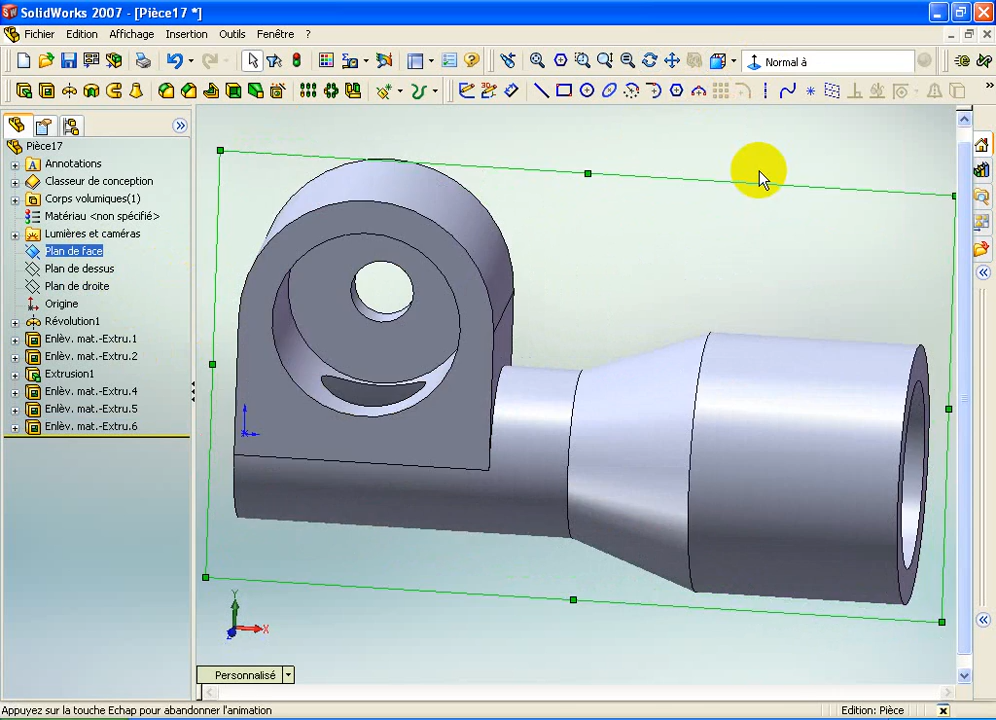 SolidWorks 2007 - [Pièce17 *]
Fichier Edition Affichage Insertion Outils Fenêtre ?
Normal à
Pièce17
Annotations
Classeur de conception
Corps volumiques(1)
Matériau <non spécifié>
Lumières et caméras
Plan de face
Plan de dessus
Plan de droite
Origine
Révolution1
Enlèv. mat.-Extru.1
Enlèv. mat.-Extru.2
Extrusion1
Enlèv. mat.-Extru.4
Enlèv. mat.-Extru.5
Enlèv. mat.-Extru.6
Y
X
Z
Personnalisé
Appuyez sur la touche Echap pour abandonner l'animation
Edition: Pièce